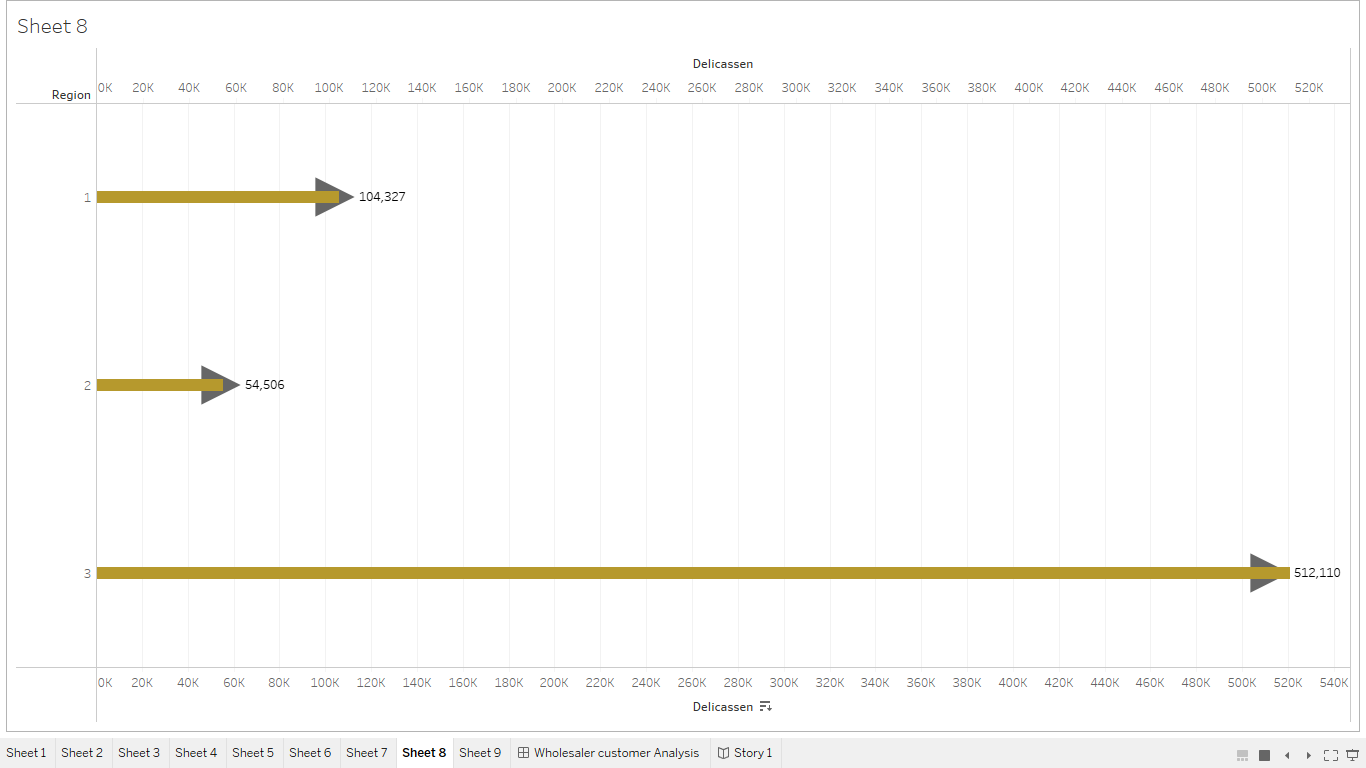 Sheet 8
Delicassen
Region
0K 20K 40K 60K 80K 100K 120K 140K 160K 180K 200K 220K 240K 260K 280K 300K 320K 340K 360K 380K 400K 420K 440K 460K 480K 500K 520K
1 104,327
2 54,506
3 512,110
0K 20K 40K 60K 80K 100K 120K 140K 160K 180K 200K 220K 240K 260K 280K 300K 320K 340K 360K 380K 400K 420K 440K 460K 480K 500K 520K 540K
Delicassen
Sheet 1 Sheet 2 Sheet 3 Sheet 4 Sheet 5 Sheet 6 Sheet 7 Sheet 8 Sheet 9 Wholesaler customer Analysis Story 1